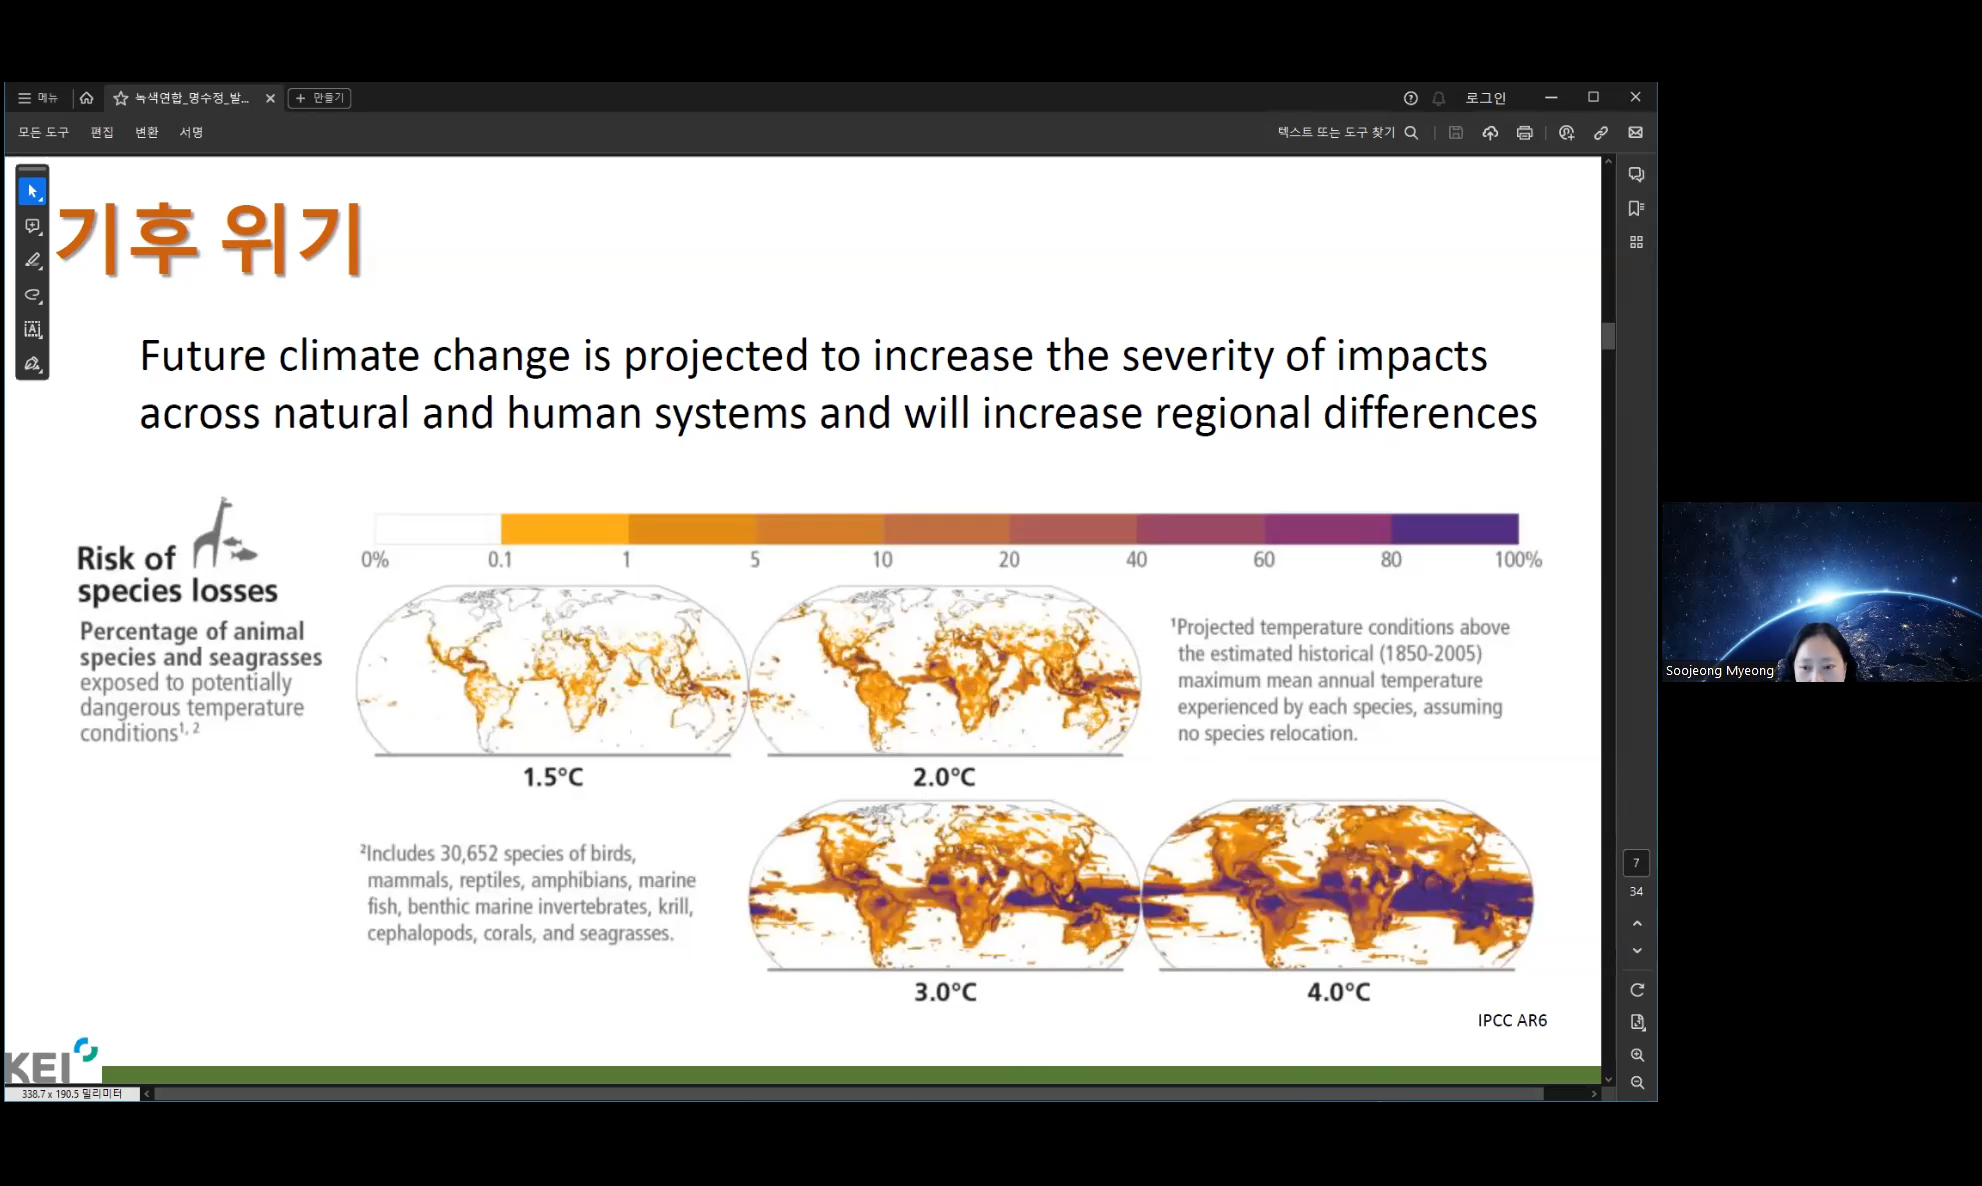 메뉴
녹색연합_명수정_발...
만들기
로그인
모든 도구 편집 변환 서명
텍스트 또는 도구 찾기
기후 위기
Future climate change is projected to increase the severity of impacts
across natural and human systems and will increase regional differences
Risk of
species losses
Percentage of animal
species and seagrasses
exposed to potentially
dangerous temperature
conditions1, 2
0% 0.1 1 5 10 20 40 60 80 100%
1.5°C
2.0°C
1Projected temperature conditions above
the estimated historical (1850-2005)
maximum mean annual temperature
experienced by each species, assuming
no species relocation.
2Includes 30,652 species of birds,
mammals, reptiles, amphibians, marine
fish, benthic marine invertebrates, krill,
cephalopods, corals, and seagrasses.
3.0°C
4.0°C
IPCC AR6
KEI
338.7 x 190.5 밀리미터
7
34
Soojeong Myeong